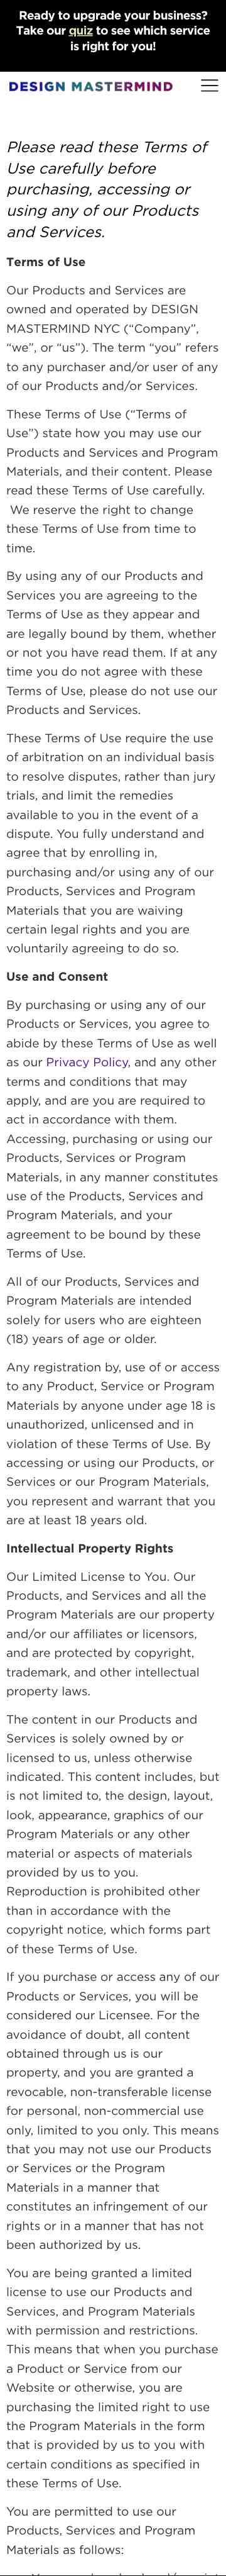 Ready to upgrade your business?
Take our quiz to see which service
is right for you!
DESIGN MASTERMIND
Please read these Terms of
Use carefully before
purchasing, accessing or
using any of our Products
and Services.
Terms of Use
Our Products and Services are
owned and operated by DESIGN
MASTERMIND NYC (“Company”,
“we”, or “us”). The term “you” refers
to any purchaser and/or user of any
of our Products and/or Services.
These Terms of Use (“Terms of
Use”) state how you may use our
Products and Services and Program
Materials, and their content. Please
read these Terms of Use carefully.
We reserve the right to change
these Terms of Use from time to
time.
By using any of our Products and
Services you are agreeing to the
Terms of Use as they appear and
are legally bound by them, whether
or not you have read them. If at any
time you do not agree with these
Terms of Use, please do not use our
Products and Services.
These Terms of Use require the use
of arbitration on an individual basis
to resolve disputes, rather than jury
trials, and limit the remedies
available to you in the event of a
dispute. You fully understand and
agree that by enrolling in,
purchasing and/or using any of our
Products, Services and Program
Materials that you are waiving
certain legal rights and you are
voluntarily agreeing to do so.
Use and Consent
By purchasing or using any of our
Products or Services, you agree to
abide by these Terms of Use as well
as our Privacy Policy, and any other
terms and conditions that may
apply, and are you are required to
act in accordance with them.
Accessing, purchasing or using our
Products, Services or Program
Materials, in any manner constitutes
use of the Products, Services and
Program Materials, and your
agreement to be bound by these
Terms of Use.
All of our Products, Services and
Program Materials are intended
solely for users who are eighteen
(18) years of age or older.
Any registration by, use of or access
to any Product, Service or Program
Materials by anyone under age 18 is
unauthorized, unlicensed and in
violation of these Terms of Use. By
accessing or using our Products, or
Services or our Program Materials,
you represent and warrant that you
are at least 18 years old.
Intellectual Property Rights
Our Limited License to You. Our
Products, and Services and all the
Program Materials are our property
and/or our affiliates or licensors,
and are protected by copyright,
trademark, and other intellectual
property laws.
The content in our Products and
Services is solely owned by or
licensed to us, unless otherwise
indicated. This content includes, but
is not limited to, the design, layout,
look, appearance, graphics of our
Program Materials or any other
material or aspects of materials
provided by us to you.
Reproduction is prohibited other
than in accordance with the
copyright notice, which forms part
of these Terms of Use.
If you purchase or access any of our
Products or Services, you will be
considered our Licensee. For the
avoidance of doubt, all content
obtained through us is our
property, and you are granted a
revocable, non-transferable license
for personal, non-commercial use
only, limited to you only. This means
that you may not use our Products
or Services or the Program
Materials in a manner that
constitutes an infringement of our
rights or in a manner that has not
been authorized by us.
You are being granted a limited
license to use our Products and
Services, and Program Materials
with permission and restrictions.
This means that when you purchase
a Product or Service from our
Website or otherwise, you are
purchasing the limited right to use
the Program Materials in the form
that is provided by us to you with
certain conditions as specified in
these Terms of Use.
You are permitted to use our
Products, Services and Program
Materials as follows: